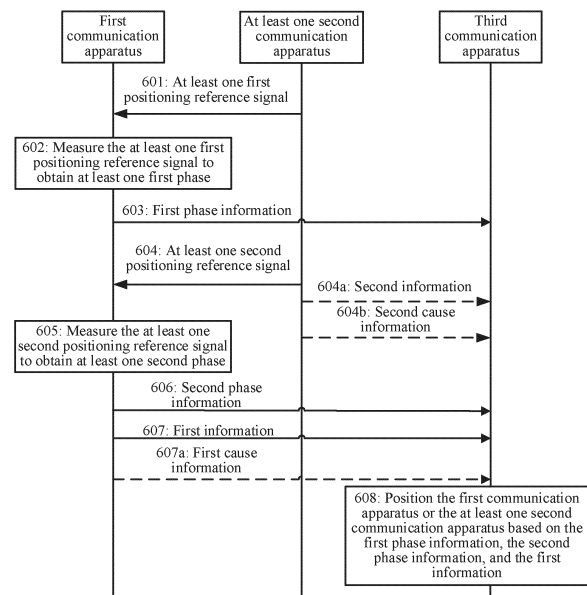 First
communication
apparatus
At least one second
communication
apparatus
Third
communication
apparatus
601: At least one first
positioning reference signal
602: Measure the at least one first
positioning reference signal to
obtain at least one first phase
603: First phase information
604: At least one second
positioning reference signal
604a: Second information
604b: Second cause
information
605: Measure the at least one
second positioning reference signal
to obtain at least one second phase
606: Second phase
information
607: First information
607a: First cause
information
608: Position the first communication
apparatus or the at least one second
communication apparatus based on the
first phase information, the second
phase information, and the first
information